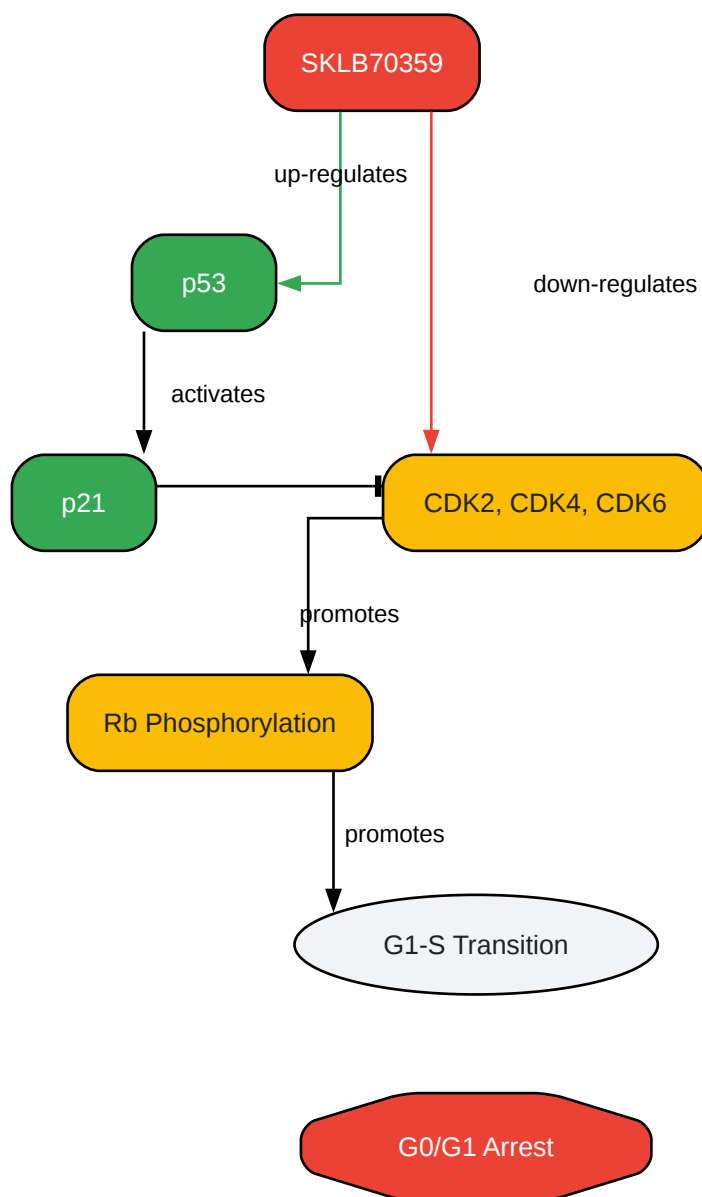 SKLB70359
up-regulates
p53
down-regulates
activates
p21
CDK2, CDK4, CDK6
promotes
Rb Phosphorylation
promotes
G1-S Transition
G0/G1 Arrest